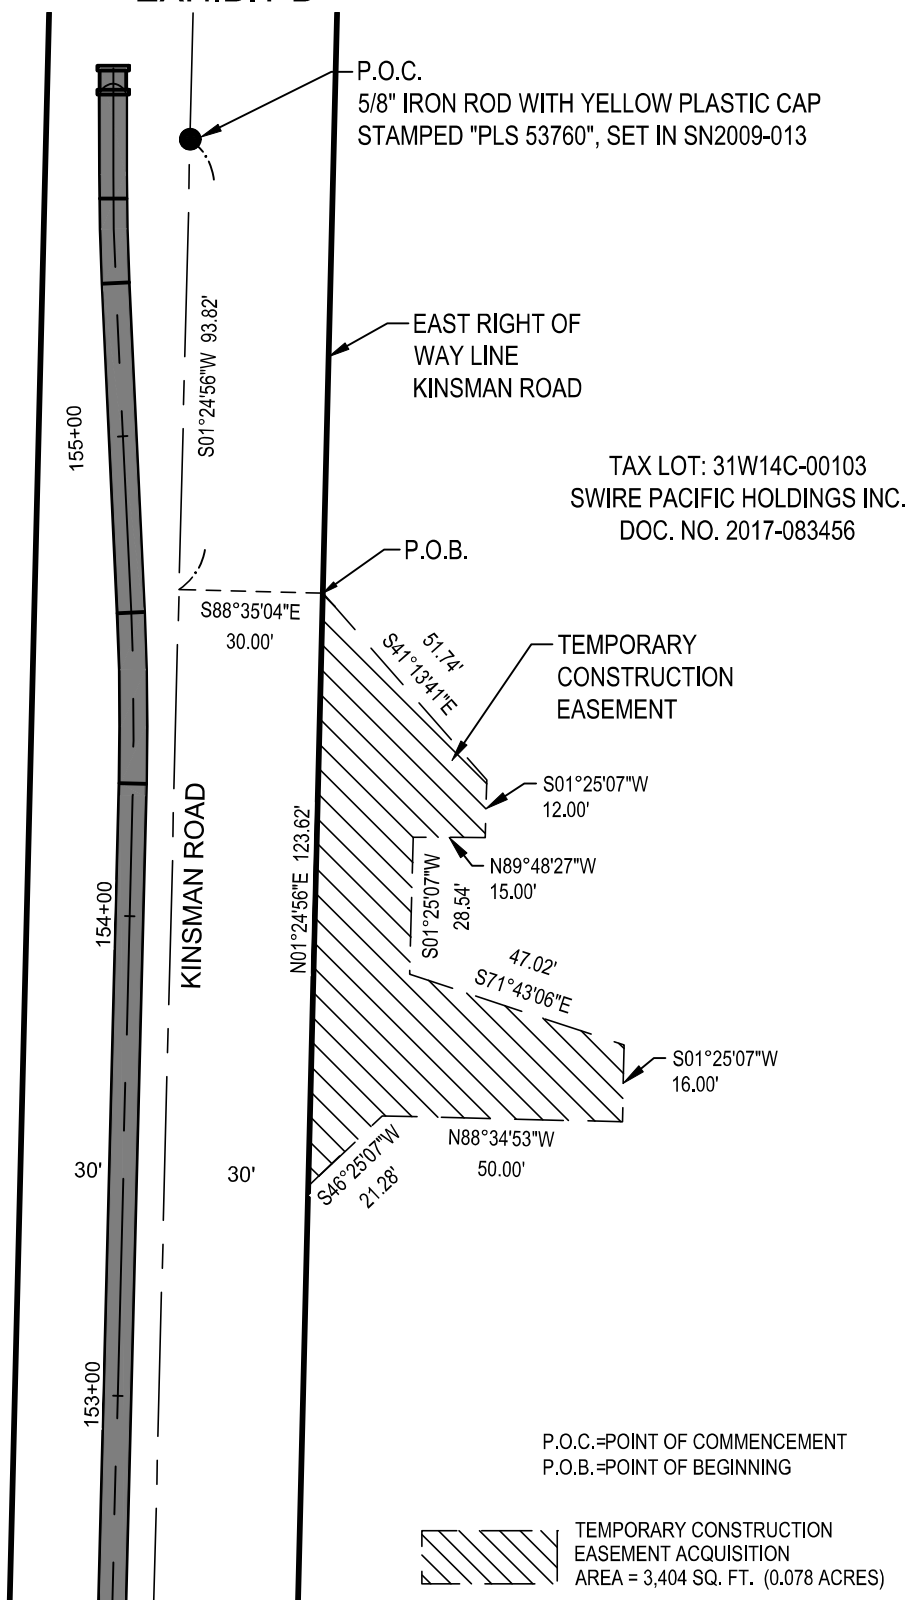 P.O.C.
5/8" IRON ROD WITH YELLOW PLASTIC CAP
STAMPED "PLS 53760", SET IN SN2009-013
S01°24'56"W 93.82'
EAST RIGHT OF
WAY LINE
KINSMAN ROAD
155+00
TAX LOT: 31W14C-00103
SWIRE PACIFIC HOLDINGS INC.
DOC. NO. 2017-083456
P.O.B.
S88°35'04"E
30.00'
51.74'
S41°13'41"E
TEMPORARY
CONSTRUCTION
EASEMENT
S01°25'07"W
12.00'
N89°48'27"W
15.00'
KINSMAN ROAD
N01°24'56"E 123.62'
S01°25'07"W
28.54'
154+00
47.02'
S71°43'06"E
S01°25'07"W
16.00'
N88°34'53"W
50.00'
S46°25'07"W
21.28'
30'
30'
153+00
P.O.C.=POINT OF COMMENCEMENT
P.O.B.=POINT OF BEGINNING
TEMPORARY CONSTRUCTION
EASEMENT ACQUISITION
AREA = 3,404 SQ. FT. (0.078 ACRES)